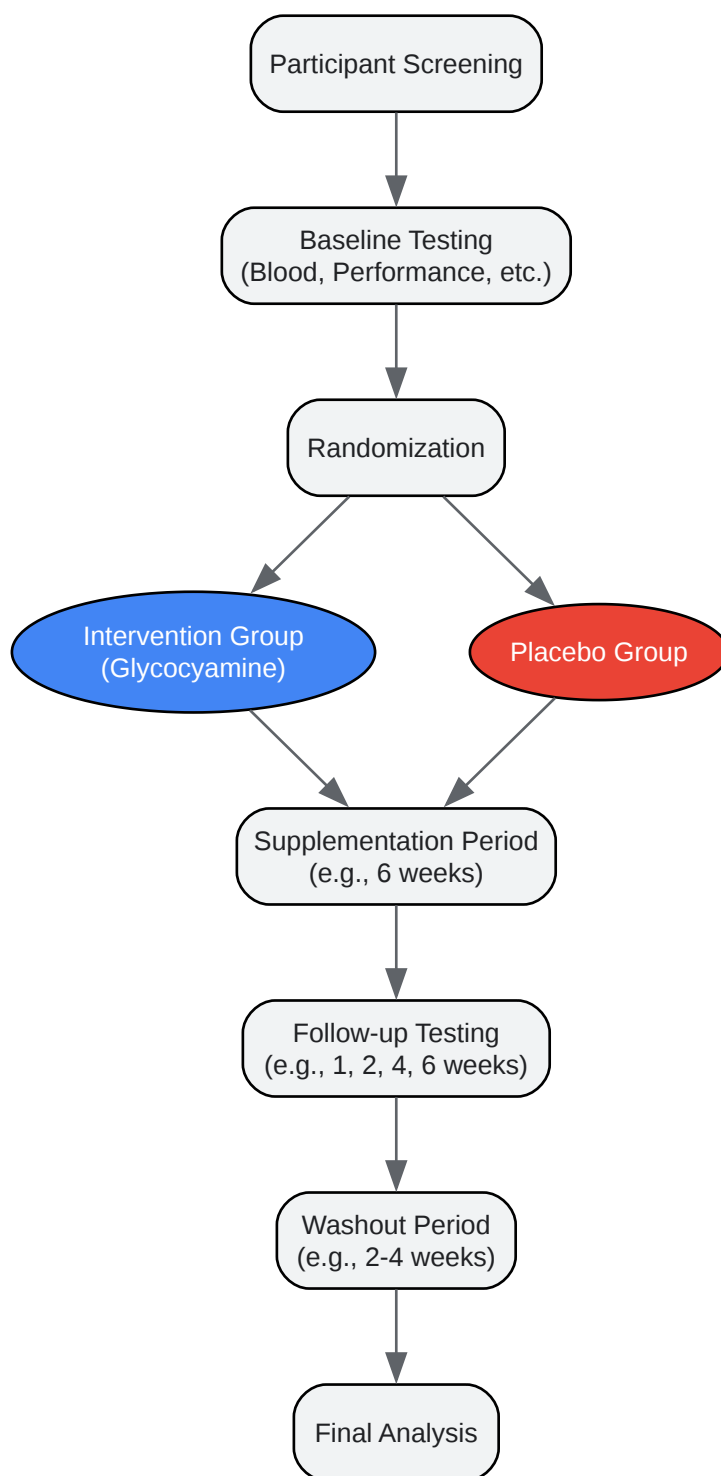 Participant Screening
Baseline Testing
(Blood, Performance, etc.)
Randomization
Intervention Group
(Glycocyamine)
Placebo Group
Supplementation Period
(e.g., 6 weeks)
Follow-up Testing
(e.g., 1, 2, 4, 6 weeks)
Washout Period
(e.g., 2-4 weeks)
Final Analysis